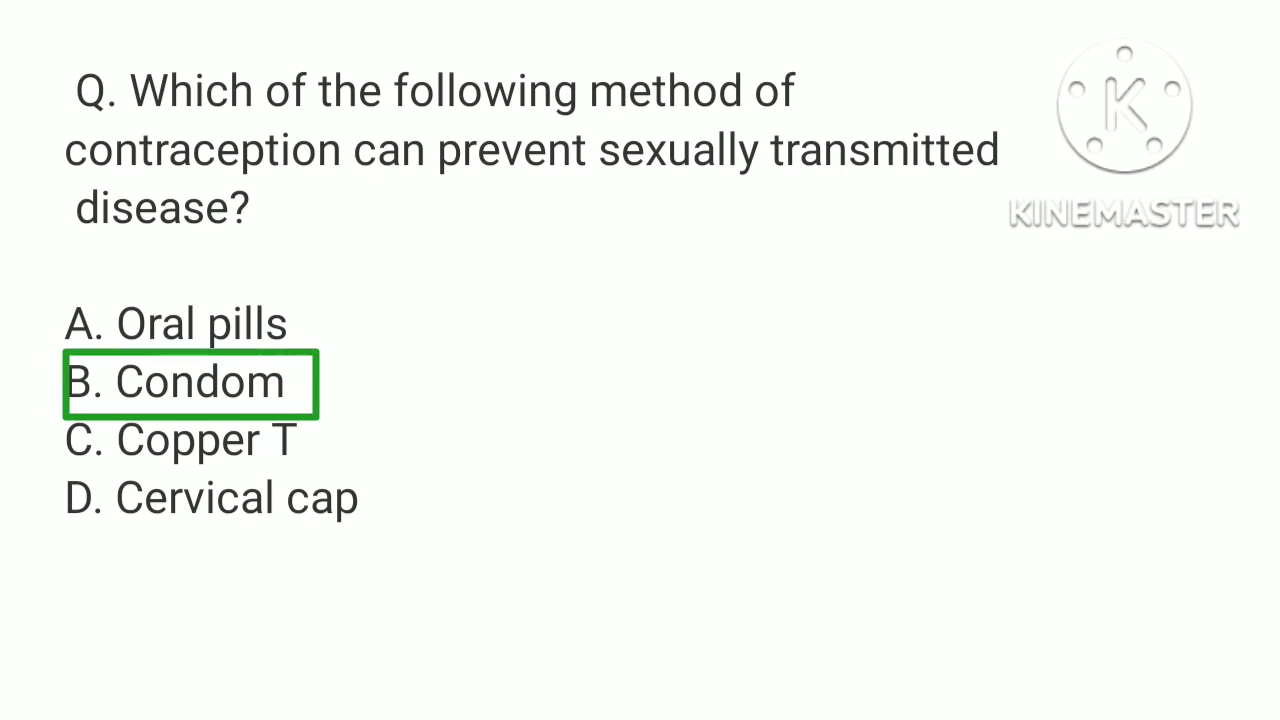 Q. Which of the following method of
contraception can prevent sexually transmitted
disease?
K
KINEMASTER
A. Oral pills
B. Condom
C. Copper T
D. Cervical cap